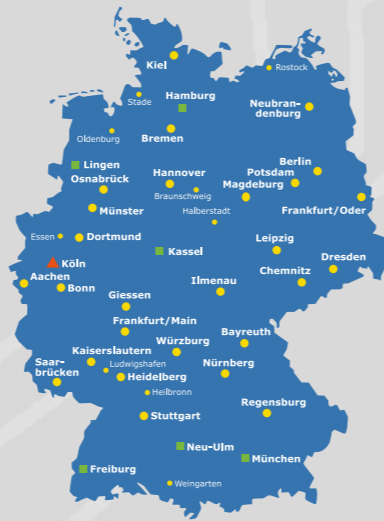 Kiel
Rostock
Stade
Hamburg
Neubran-
denburg
Oldenburg
Bremen
Lingen
Osnabrück
Hannover
Berlin
Potsdam
Magdeburg
Braunschweig
Münster
Halberstadt
Frankfurt/Oder
Essen
Dortmund
Kassel
Leipzig
Dresden
Köln
Aachen
Bonn
Ilmenau
Chemnitz
Giessen
Frankfurt/Main
Bayreuth
Würzburg
Kaiserslautern
Saar-
brücken
Ludwigshafen
Heidelberg
Nürnberg
Heilbronn
Stuttgart
Regensburg
Neu-Ulm
München
Freiburg
Weingarten